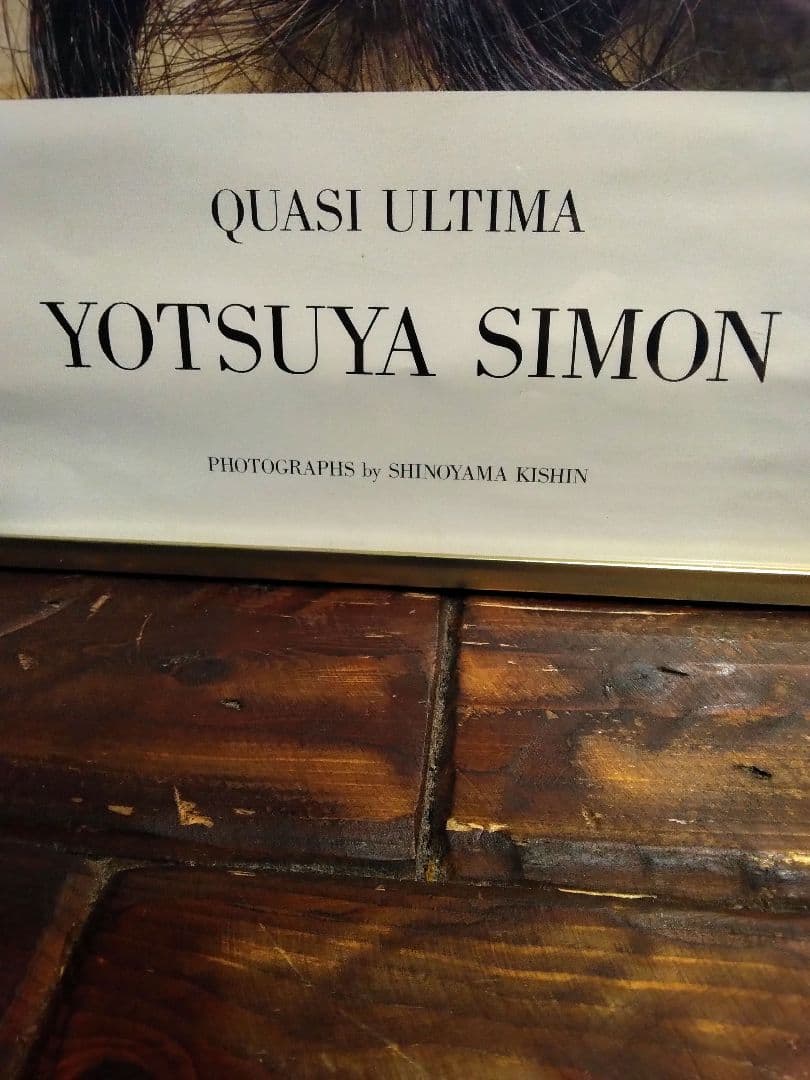 QUASI ULTIMA
YOTSUYA SIMON
PHOTOGRAPHS by SHINOYAMA KISHIN